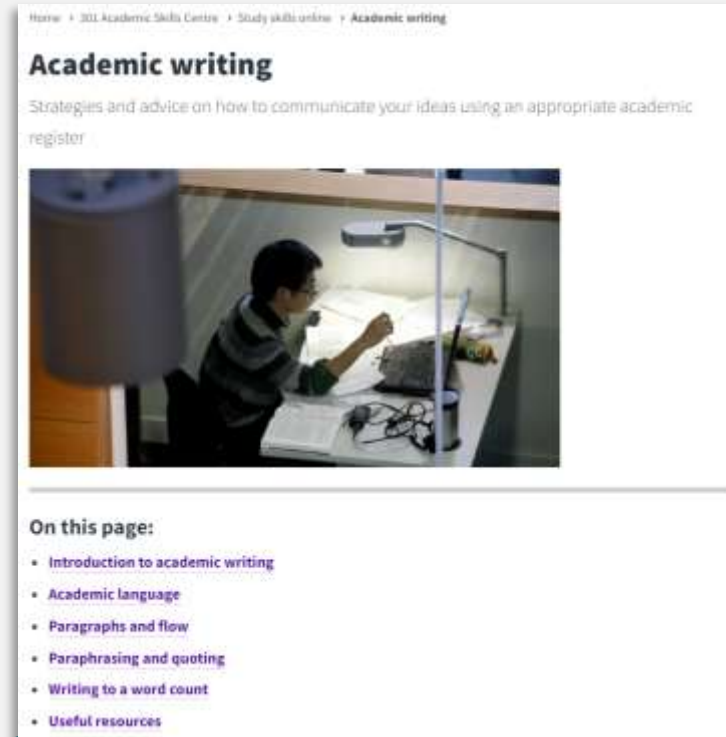 Home › 301 Academic Skills Centre › Study skills online › Academic writing
Academic writing
Strategies and advice on how to communicate your ideas using an appropriate academic
register
On this page:
• Introduction to academic writing
• Academic language
• Paragraphs and flow
• Paraphrasing and quoting
• Writing to a word count
• Useful resources